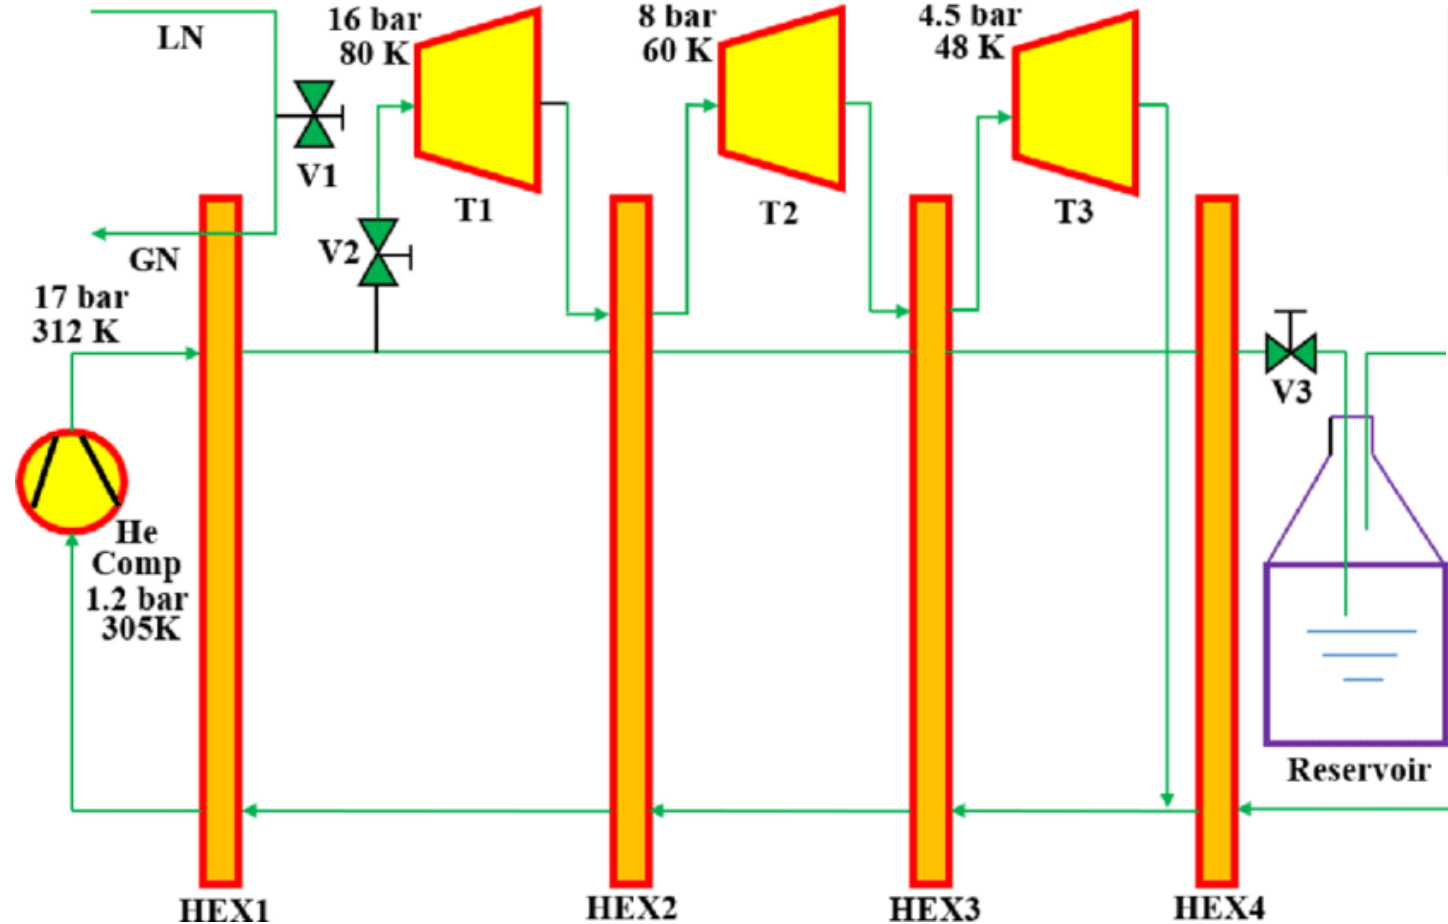 LN
16 bar
80 K
8 bar
60 K
4.5 bar
48 K
V1
T1
T2
T3
V2
GN
17 bar
312 K
V3
He
Comp
1.2 bar
305K
Reservoir
HEX1
HEX2
HEX3
HEX4